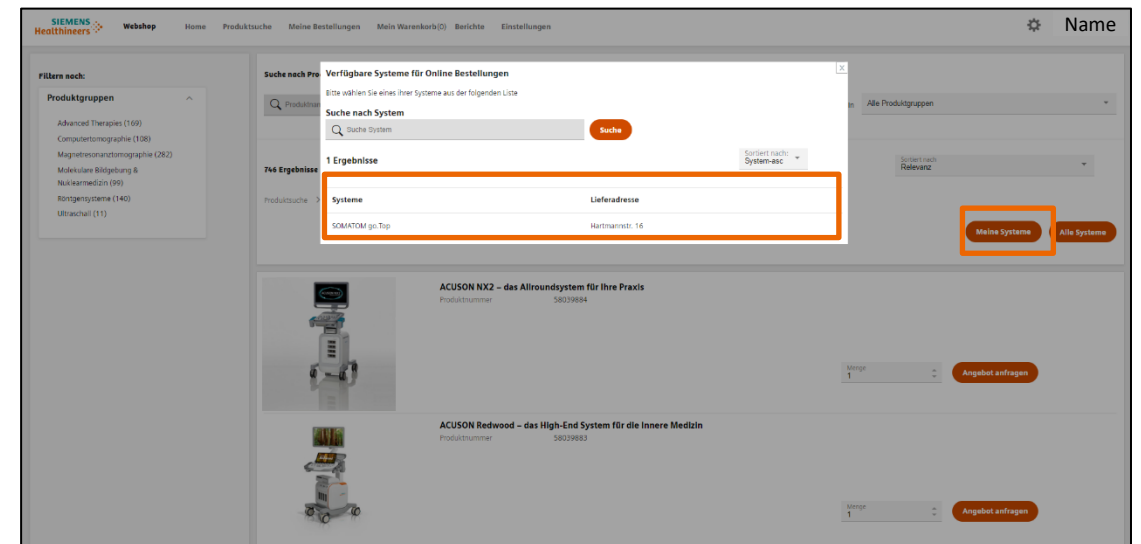 SIEMENS
Healthineers
Webshop
Home
Produktsuche
Meine Bestellungen
Mein Warenkorb(0)
Berichte
Einstellungen
Name
Filtern nach:
Produktgruppen
Advanced Therapies (169)
Computertomographie (108)
Magnetresonanztomographie (282)
Molekulare Bildgebung &
Nuklearmedizin (99)
Röntgensysteme (140)
Ultraschall (11)
Suche nach Pro
Produktnan
in
Alle Produktgruppen
746 Ergebnisse
Sortiert nach:
Relevanz
Produktsuche >
Meine Systeme
Alle Systeme
Verfügbare Systeme für Online Bestellungen
x
Bitte wählen Sie eines ihrer Systeme aus der folgenden Liste
Suche nach System
Suche System
Suche
1 Ergebnisse
Sortiert nach:
System-asc
Systeme
Lieferadresse
SOMATOM go.Top
Hartmannstr. 16
ACUSON NX2 – das Allroundsystem für Ihre Praxis
Produktnummer
58039884
Menge
1
Angebot anfragen
ACUSON Redwood – das High-End System für die Innere Medizin
Produktnummer
58039883
Menge
1
Angebot anfragen